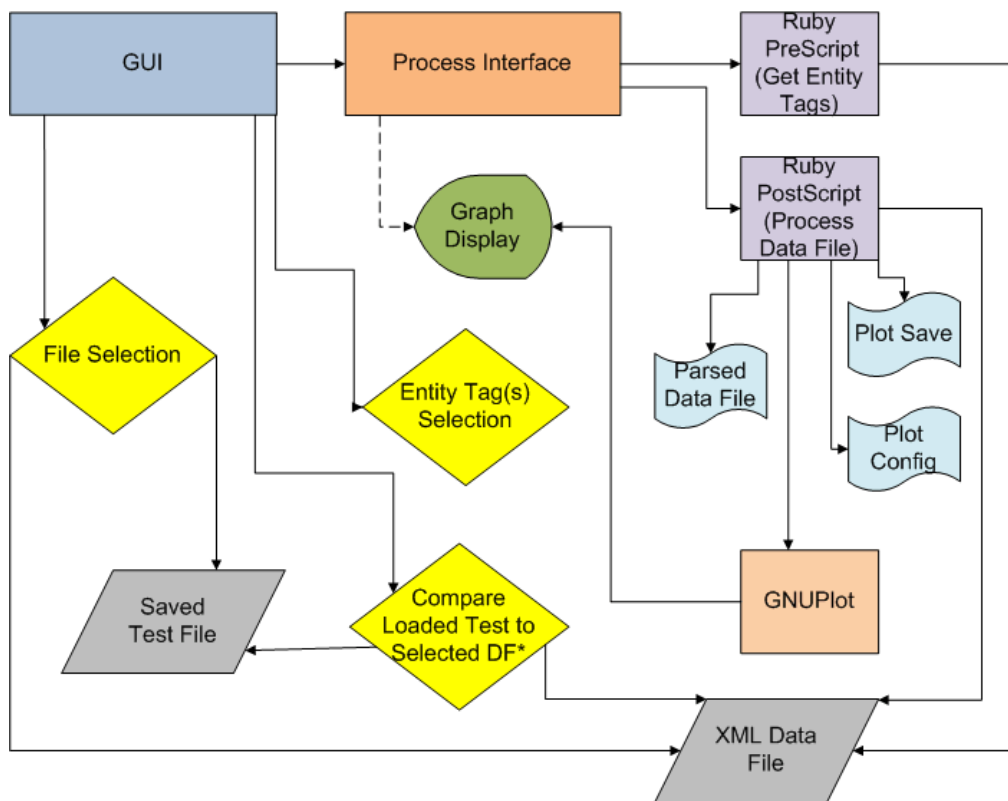 GUI
Process Interface
Ruby
PreScript
(Get Entity
Tags)
Ruby
PostScript
(Process
Data File)
Graph
Display
File Selection
Entity Tag(s)
Selection
Parsed
Data File
Plot Save
Plot
Config
Saved
Test File
Compare
Loaded Test to
Selected DF*
GNUPlot
XML Data
File